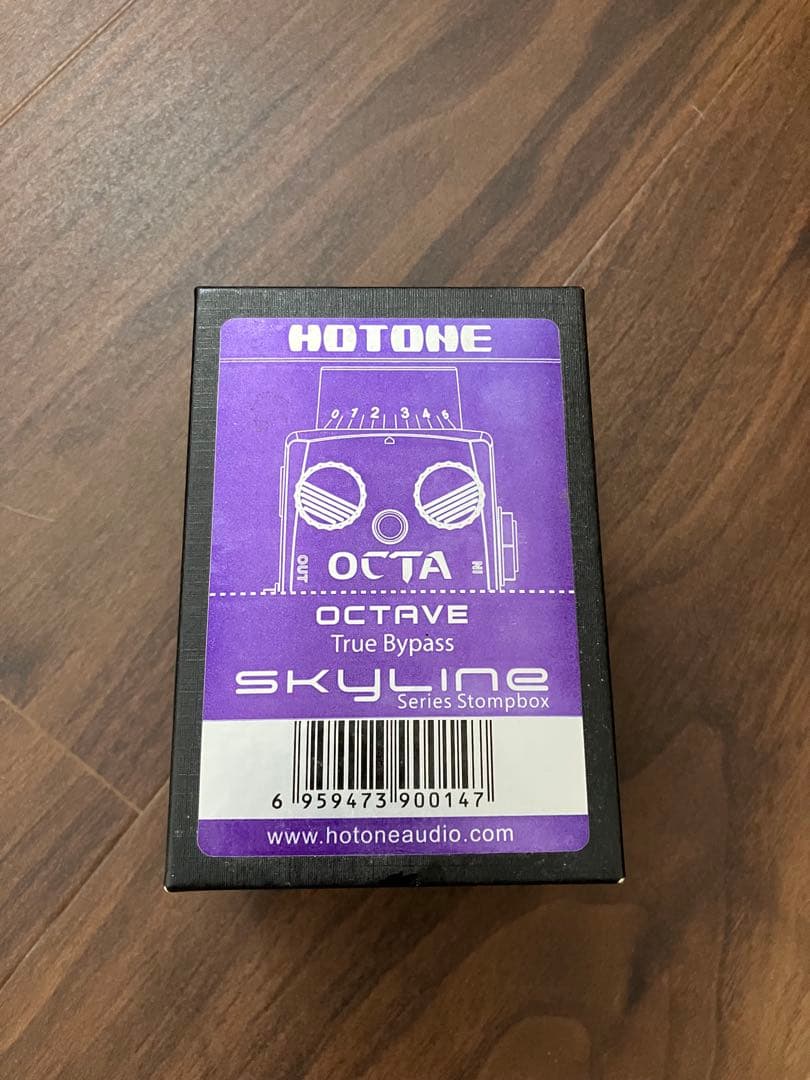 HOTONE
0 1 2 3 4 5
OUT OCTA IN
OCTAVE
True Bypass
SKYLINE
Series Stompbox
6 959473 900147
www.hotoneaudio.com